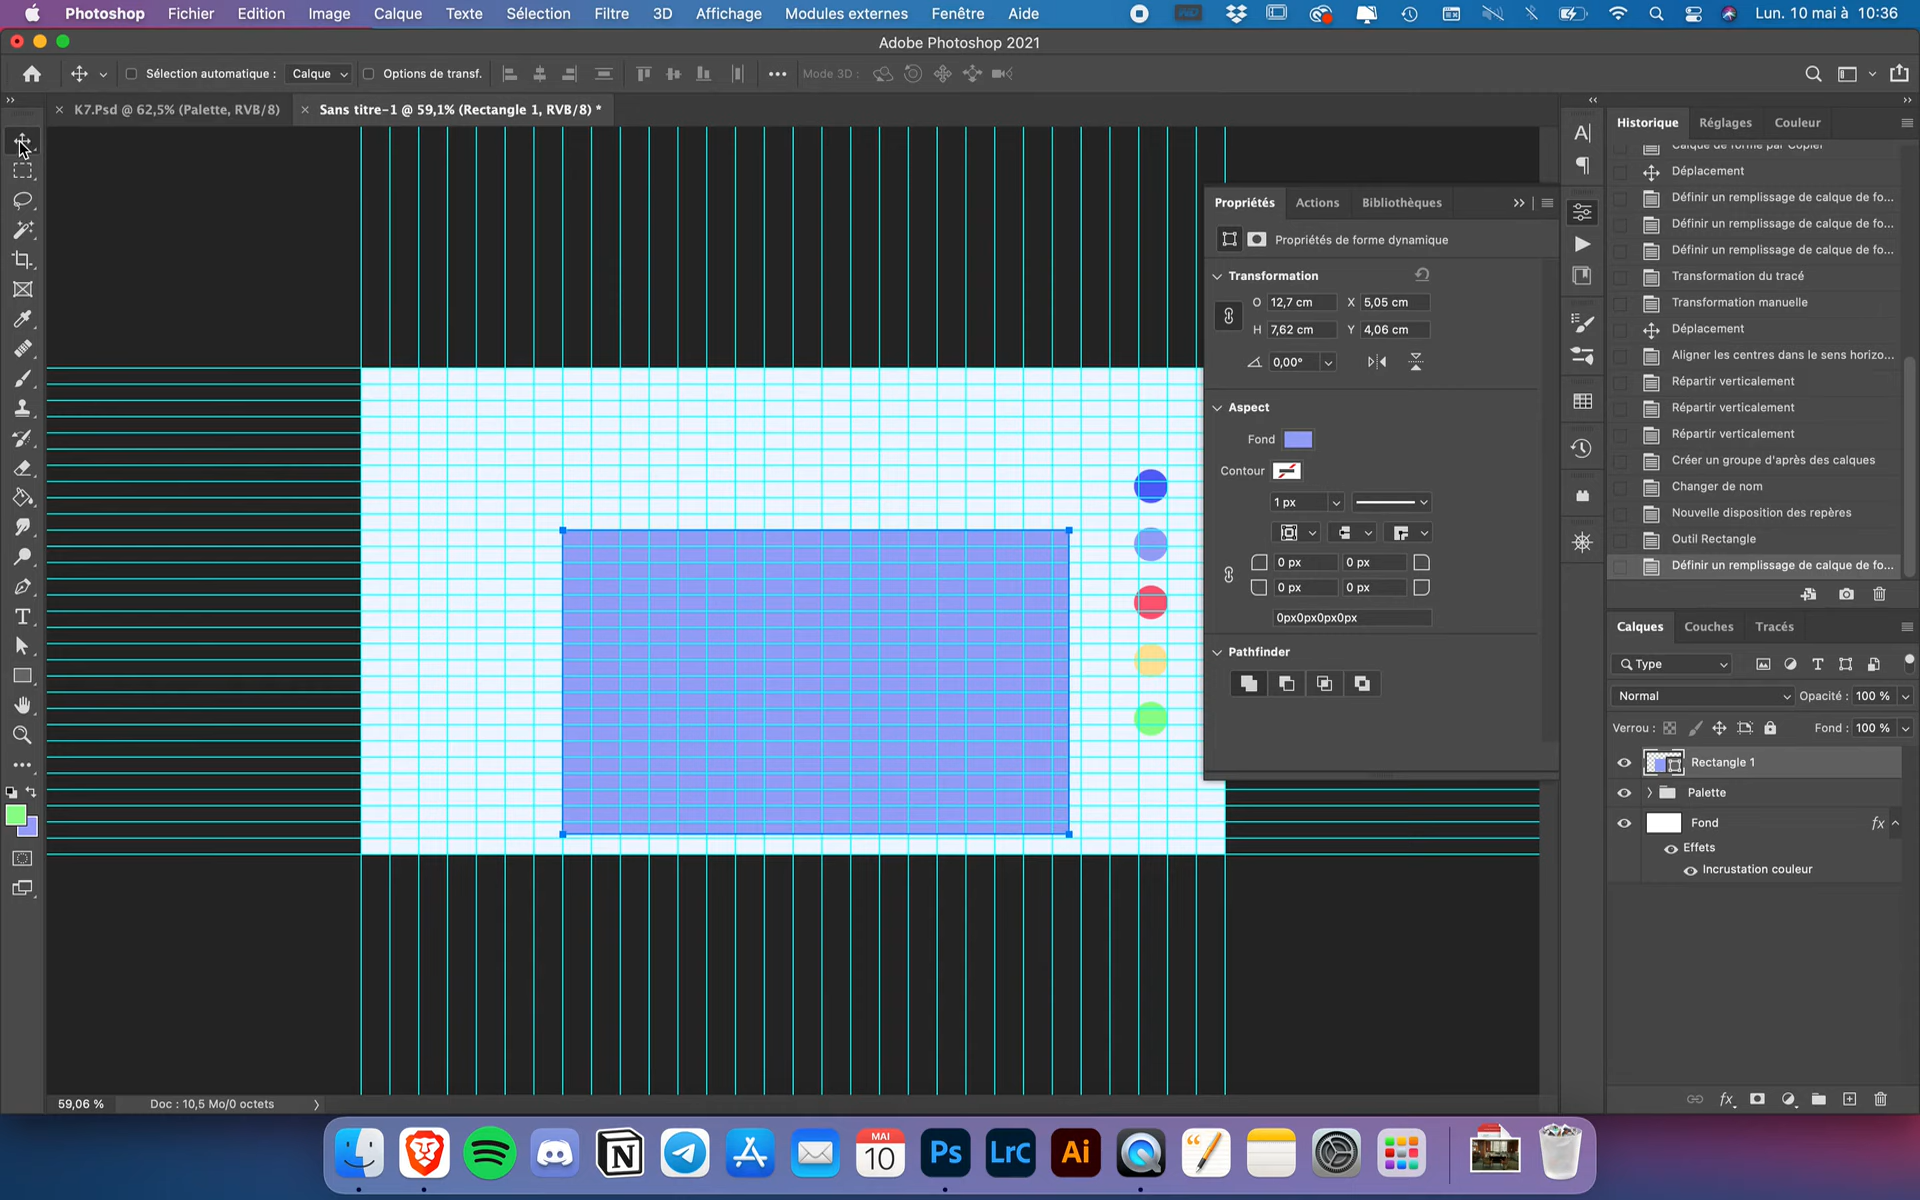 Photoshop Fichier Edition Image Calque Texte Sélection Filtre 3D Affichage Modules externes Fenêtre Aide Lun. 10 mai à 10:36
Adobe Photoshop 2021
Sélection automatique : Calque Options de transf. Mode 3D :
K7.Psd @ 62,5% (Palette, RVB/8) Sans titre-1 @ 59,1% (Rectangle 1, RVB/8) *
Propriétés Actions Bibliothèques
Propriétés de forme dynamique
Transformation
O 12,7 cm X 5,05 cm
H 7,62 cm Y 4,06 cm
0,00°
Aspect
Fond
Contour
1 px
0 px 0 px
0 px 0 px
0px0px0px0px
Pathfinder
Historique Réglages Couleur
Calque de forme par Copier
Déplacement
Définir un remplissage de calque de fo...
Définir un remplissage de calque de fo...
Définir un remplissage de calque de fo...
Transformation du tracé
Transformation manuelle
Déplacement
Aligner les centres dans le sens horizo...
Répartir verticalement
Répartir verticalement
Répartir verticalement
Créer un groupe d'après des calques
Changer de nom
Nouvelle disposition des repères
Outil Rectangle
Définir un remplissage de calque de fo...
Calques Couches Tracés
Type
Normal Opacité : 100 %
Verrou : Fond : 100 %
Rectangle 1
Palette
Fond fx
Effets
Incrustation couleur
fx
59,06 % Doc : 10,5 Mo/0 octets
MAI
10
Ps
LrC
Ai